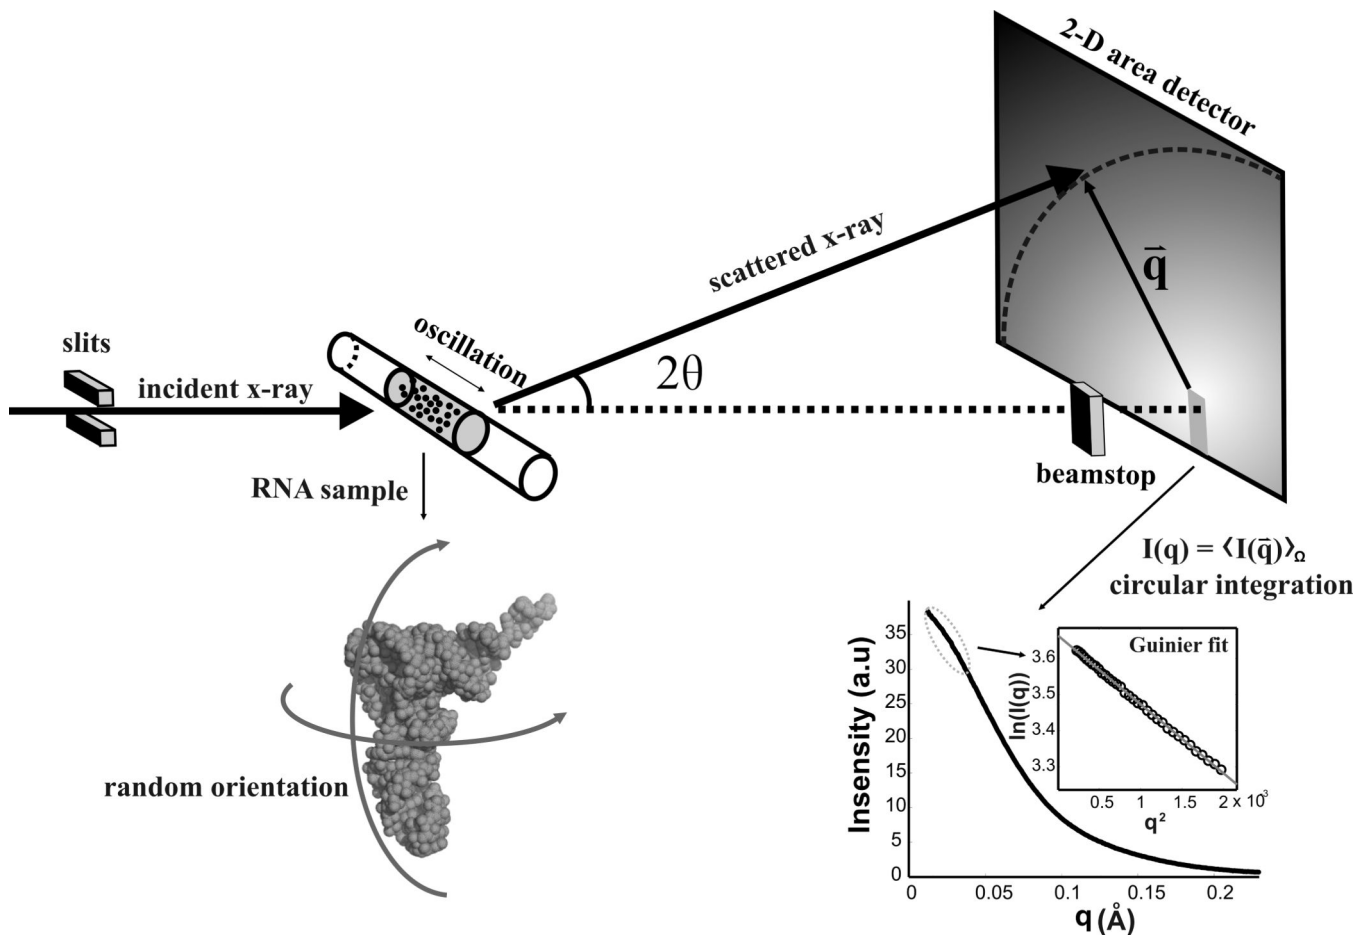 2-D area detector
scattered x-ray
q⃗
slits
oscillation
2θ
incident x-ray
RNA sample
beamstop
I(q) = ⟨I(q⃗)⟩Ω
circular integration
random orientation
Insensity (a.u)
35
30
25
20
15
10
5
0
0
0.05
0.1
0.15
0.2
q (Å)
Guinier fit
ln(I(q))
3.6
3.5
3.4
3.3
0.5
1
1.5
2 x 10³
q²